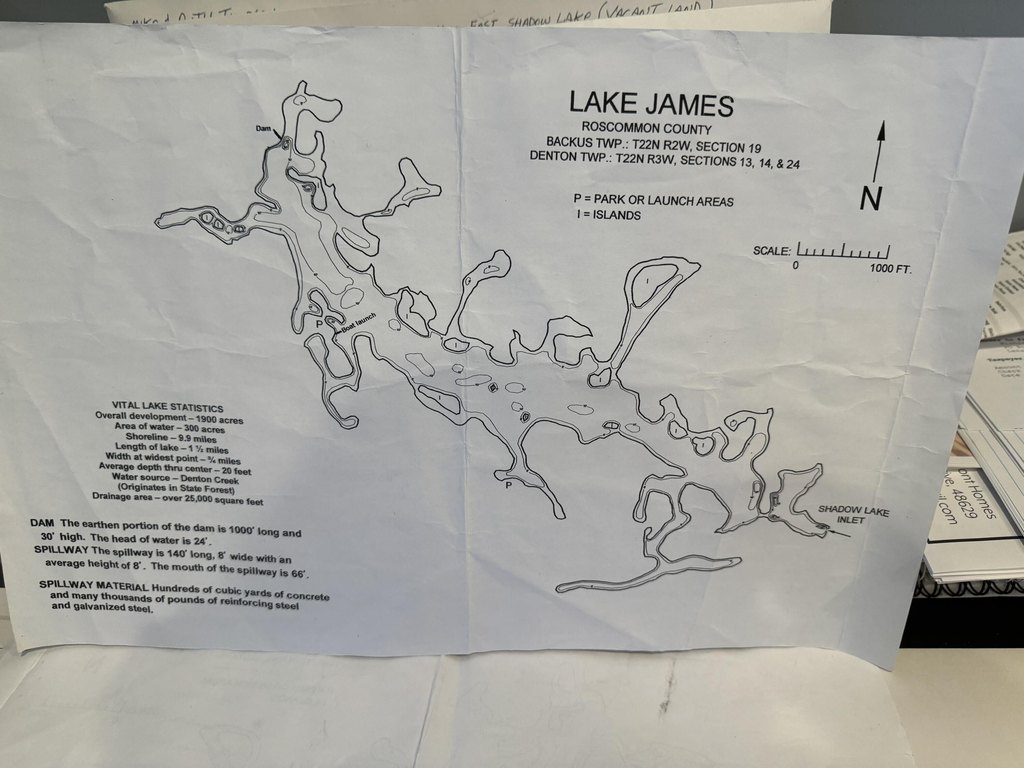 EAST SHADOW LAKE (VACANT LAND)
LAKE JAMES
ROSCOMMON COUNTY
BACKUS TWP.: T22N R2W, SECTION 19
DENTON TWP.: T22N R3W, SECTIONS 13, 14, & 24
P = PARK OR LAUNCH AREAS
I = ISLANDS
N
SCALE:
0
1000 FT.
Dam
P
Boat launch
P
SHADOW LAKE
INLET
VITAL LAKE STATISTICS
Overall development – 1900 acres
Area of water – 300 acres
Shoreline – 9.9 miles
Length of lake – 1 ½ miles
Width at widest point – ¾ miles
Average depth thru center – 20 feet
Water source – Denton Creek
(Originates in State Forest)
Drainage area – over 25,000 square feet
DAM The earthen portion of the dam is 1000' long and
30' high. The head of water is 24'.
SPILLWAY The spillway is 140' long, 8' wide with an
average height of 8'. The mouth of the spillway is 66'.
SPILLWAY MATERIAL Hundreds of cubic yards of concrete
and many thousands of pounds of reinforcing steel
and galvanized steel.
ont Homes
ve, 48629
il.com